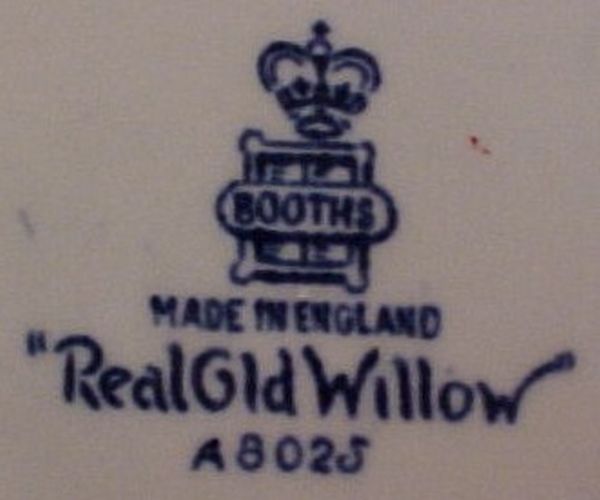 BOOTHS
MADE IN ENGLAND
"Real Old Willow
A8025